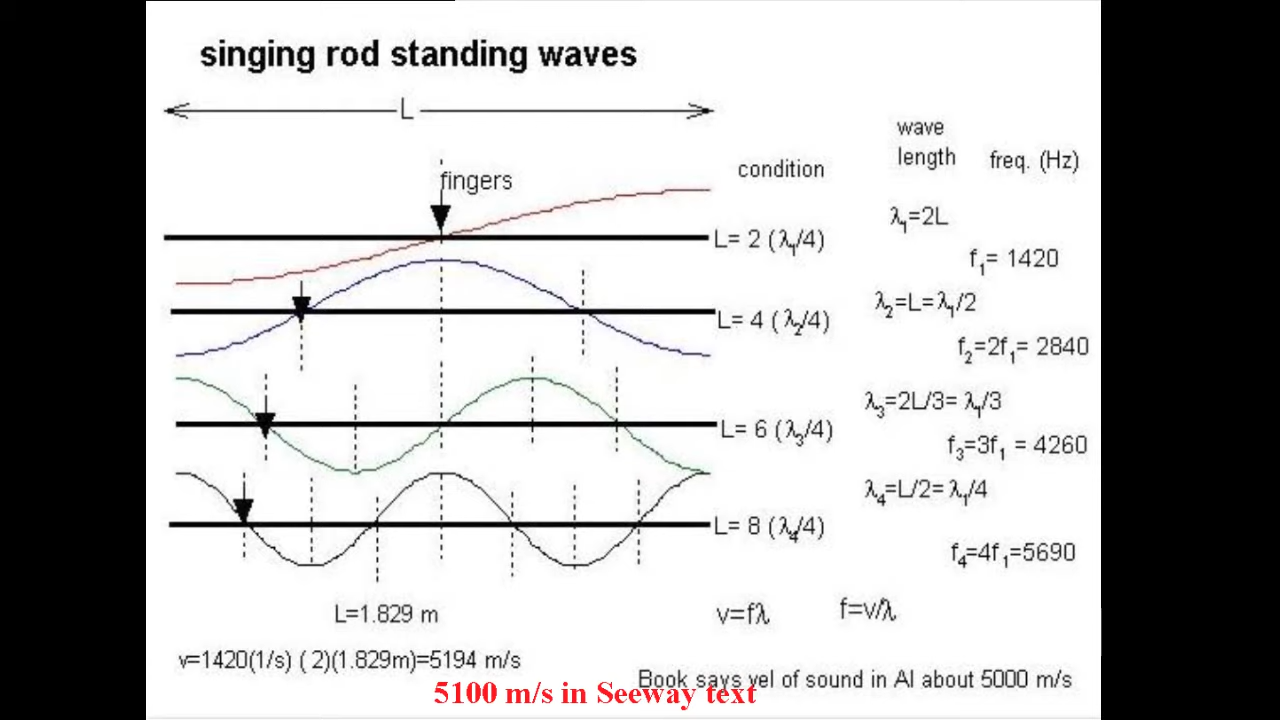 singing rod standing waves
L
wave
length
freq. (Hz)
condition
fingers
λ1=2L
L= 2 (λ1/4)
f1= 1420
λ2=L=λ1/2
L= 4 ( λ2/4)
f2=2f1= 2840
λ3=2L/3= λ1/3
L= 6 (λ3/4)
f3=3f1 = 4260
λ4=L/2= λ1/4
L= 8 (λ4/4)
f4=4f1=5690
L=1.829 m
v=fλ
f=v/λ
v=1420(1/s) ( 2)(1.829m)=5194 m/s
Book says vel of sound in Al about 5000 m/s
5100 m/s in Seeway text